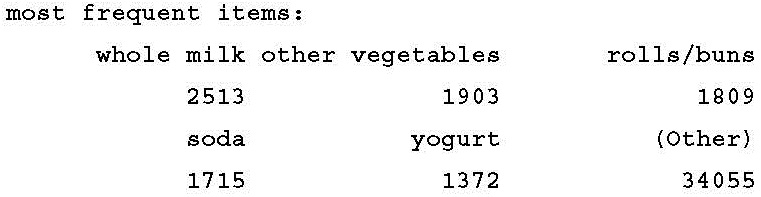 most frequent items:
whole milk other vegetables rolls/buns
2513 1903 1809
soda yogurt (Other)
1715 1372 34055